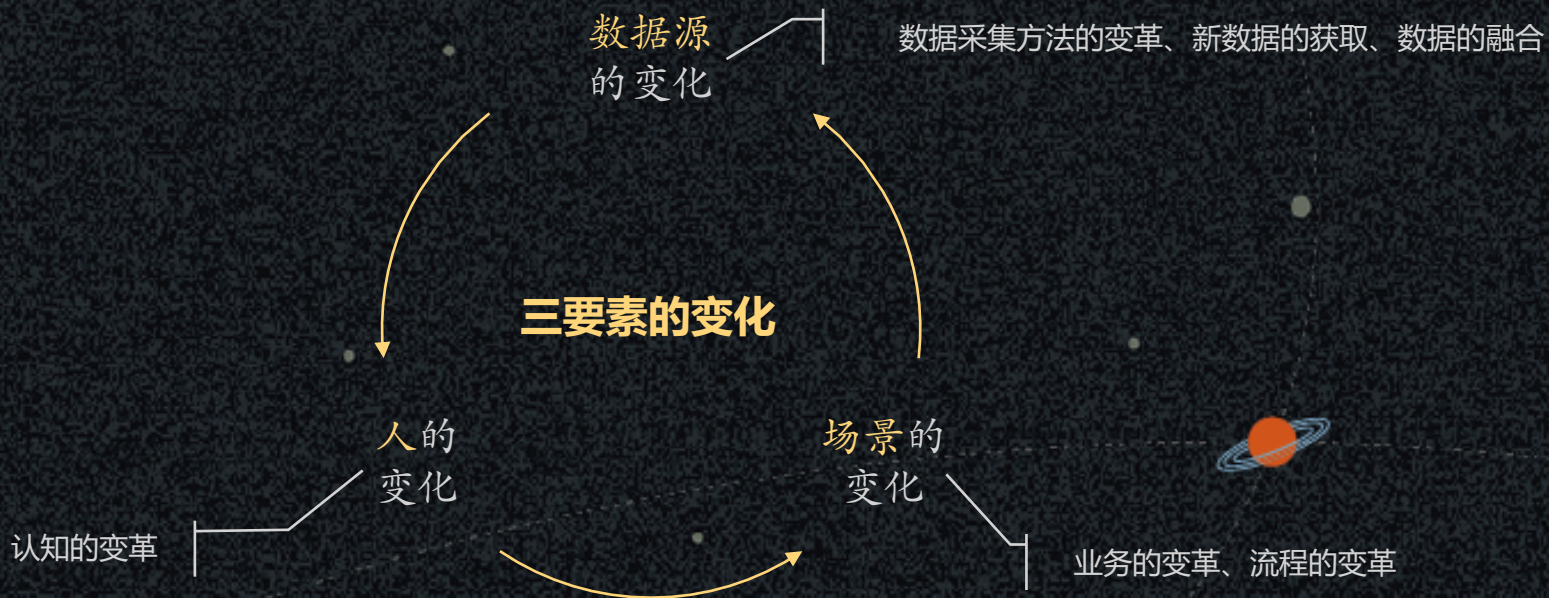 数据源
的变化
数据采集方法的变革、新数据的获取、数据的融合
三要素的变化
人的
变化
场景的
变化
认知的变革
业务的变革、流程的变革